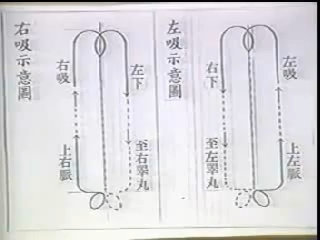 右吸示意圖
右吸
上右脈
左下
至右睪丸
左吸示意圖
右下
至左睪丸
左吸
上左脈